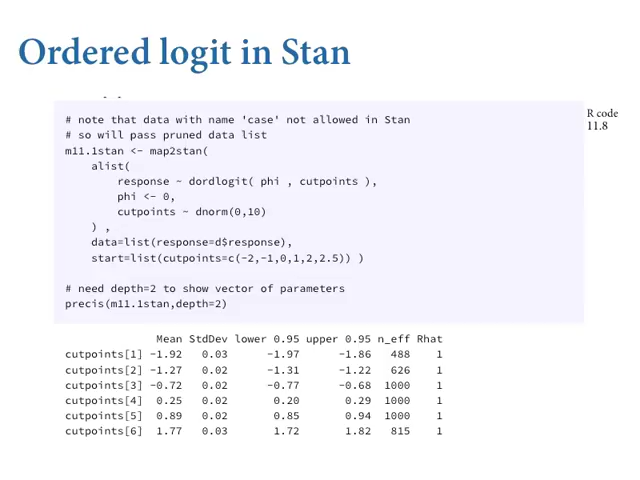 Ordered logit in Stan
R code
11.8
# note that data with name 'case' not allowed in Stan
# so will pass pruned data list
m11.1stan <- map2stan(
    alist(
        response ~ dordlogit( phi , cutpoints ),
        phi <- 0,
        cutpoints ~ dnorm(0,10)
    ) ,
    data=list(response=d$response),
    start=list(cutpoints=c(-2,-1,0,1,2,2.5)) )
# need depth=2 to show vector of parameters
precis(m11.1stan,depth=2)
Mean StdDev lower 0.95 upper 0.95 n_eff Rhat
cutpoints[1] -1.92 0.03 -1.97 -1.86 488 1
cutpoints[2] -1.27 0.02 -1.31 -1.22 626 1
cutpoints[3] -0.72 0.02 -0.77 -0.68 1000 1
cutpoints[4] 0.25 0.02 0.20 0.29 1000 1
cutpoints[5] 0.89 0.02 0.85 0.94 1000 1
cutpoints[6] 1.77 0.03 1.72 1.82 815 1